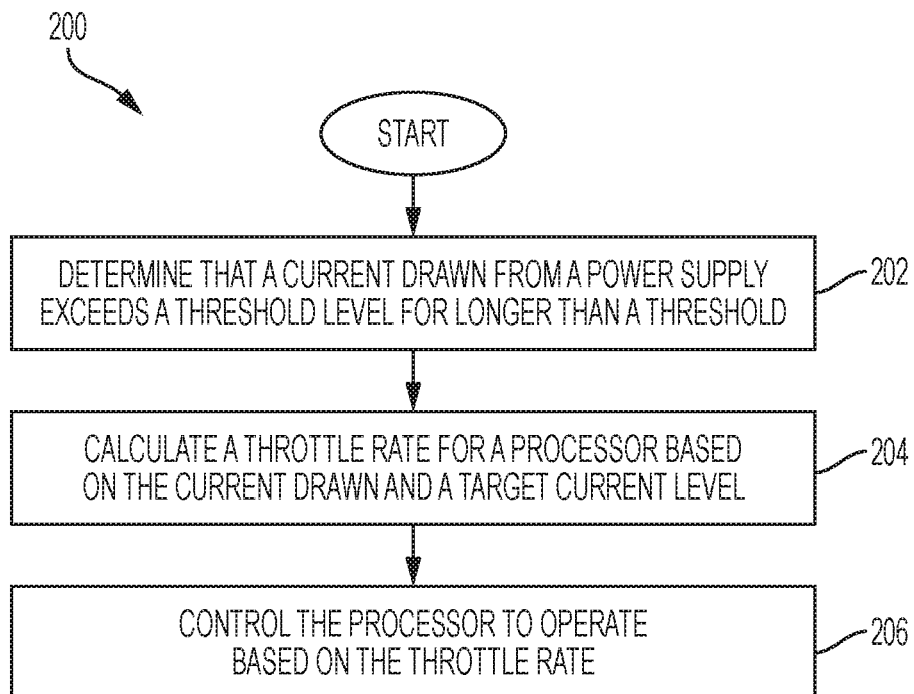 200
START
DETERMINE THAT A CURRENT DRAWN FROM A POWER SUPPLY
EXCEEDS A THRESHOLD LEVEL FOR LONGER THAN A THRESHOLD
202
CALCULATE A THROTTLE RATE FOR A PROCESSOR BASED
ON THE CURRENT DRAWN AND A TARGET CURRENT LEVEL
204
CONTROL THE PROCESSOR TO OPERATE
BASED ON THE THROTTLE RATE
206